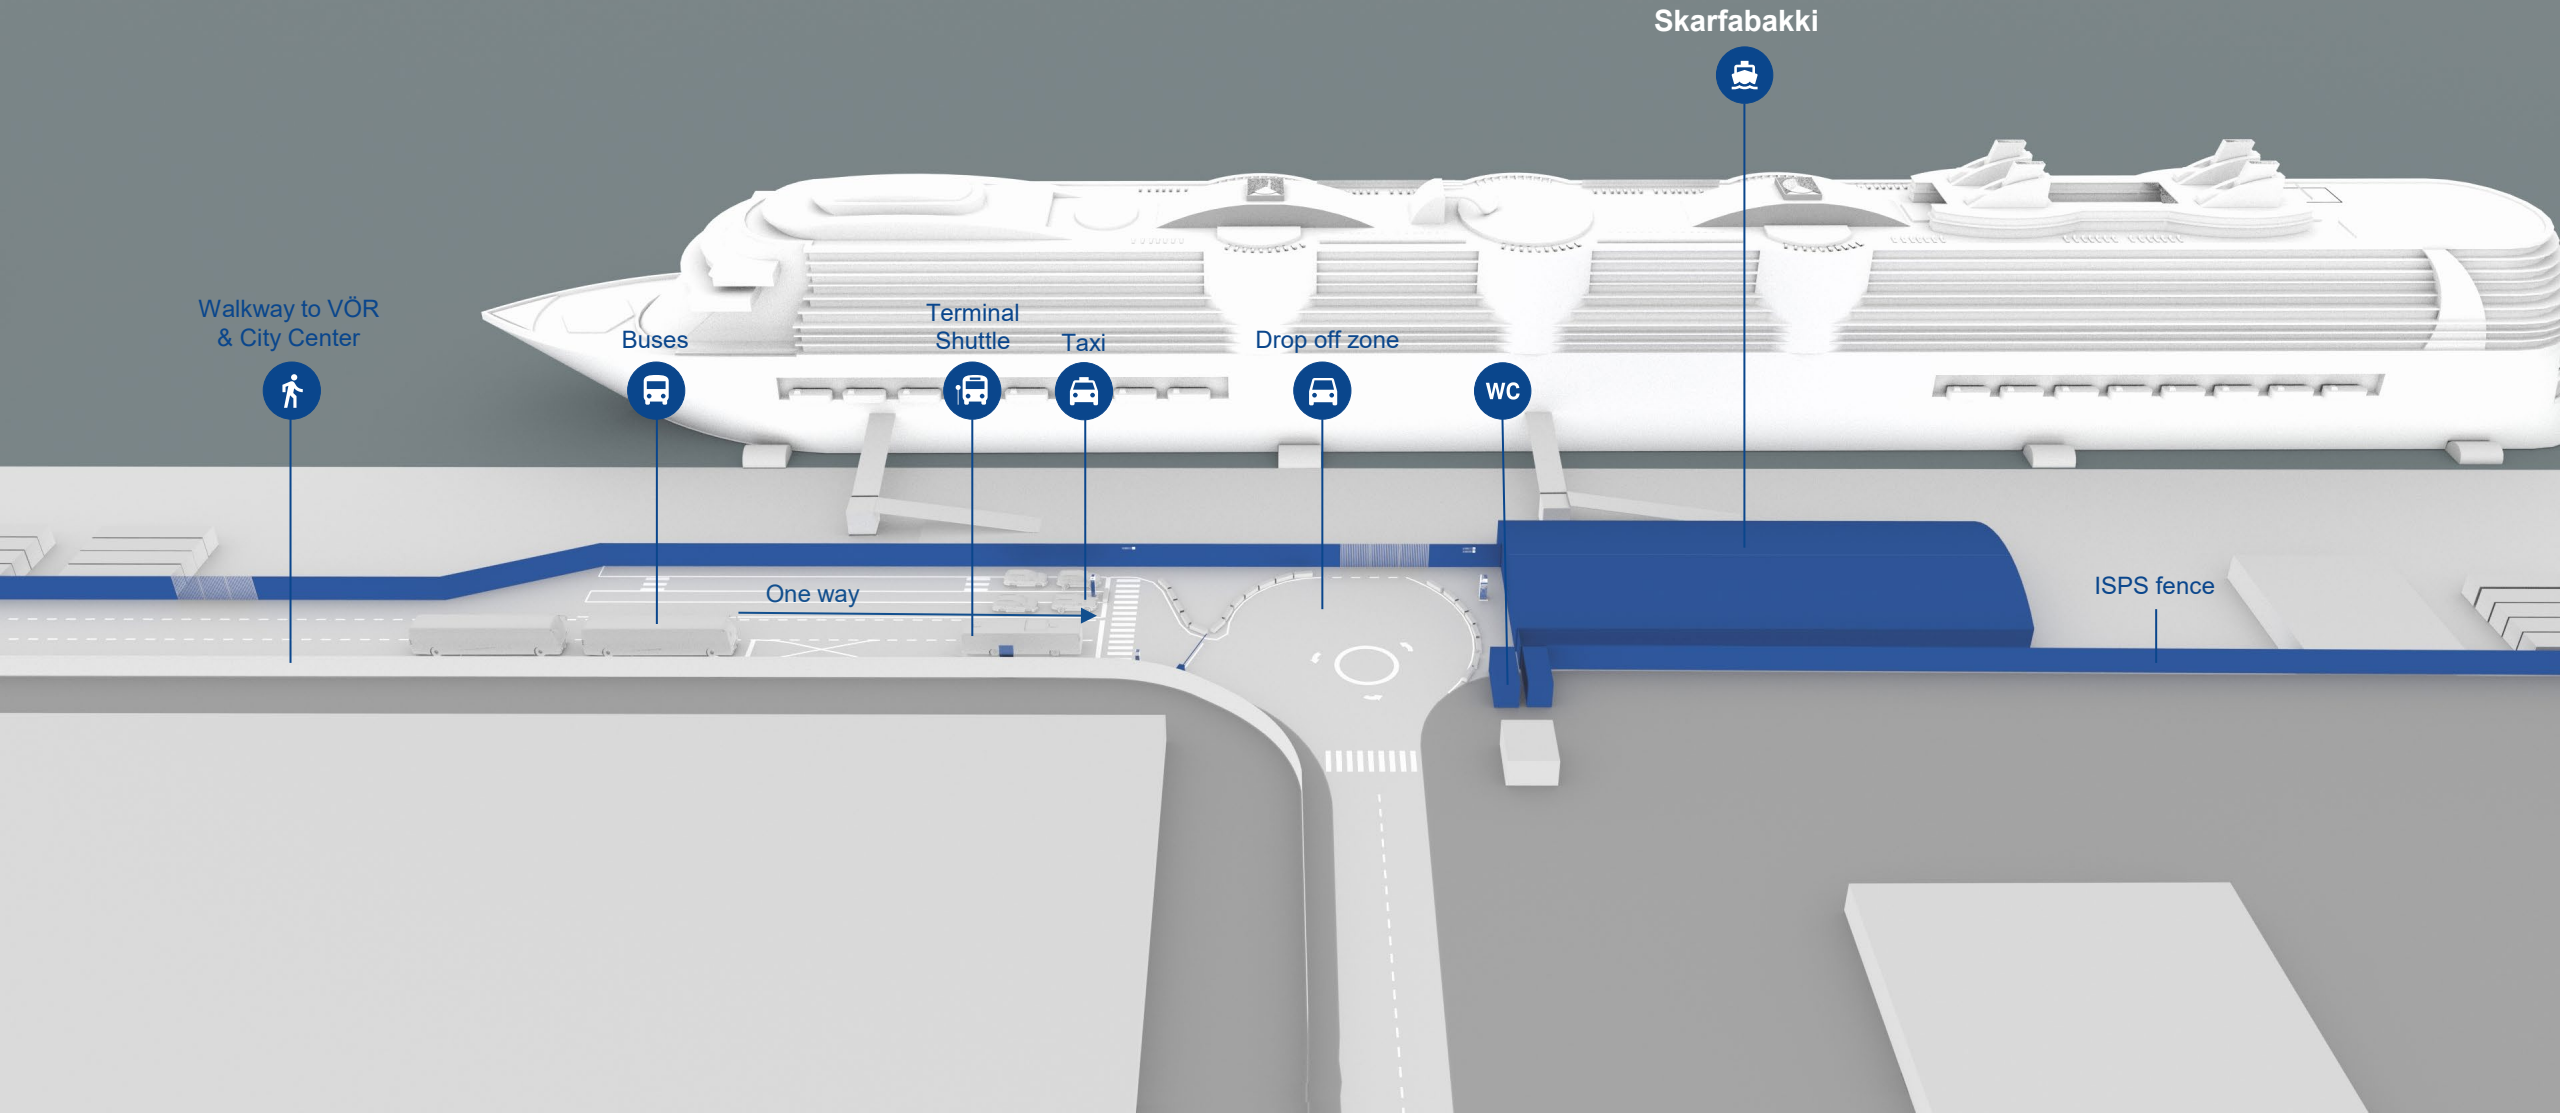 Skarfabakki
Walkway to VÖR
& City Center
Buses
Terminal
Shuttle
Taxi
Drop off zone
WC
One way
ISPS fence